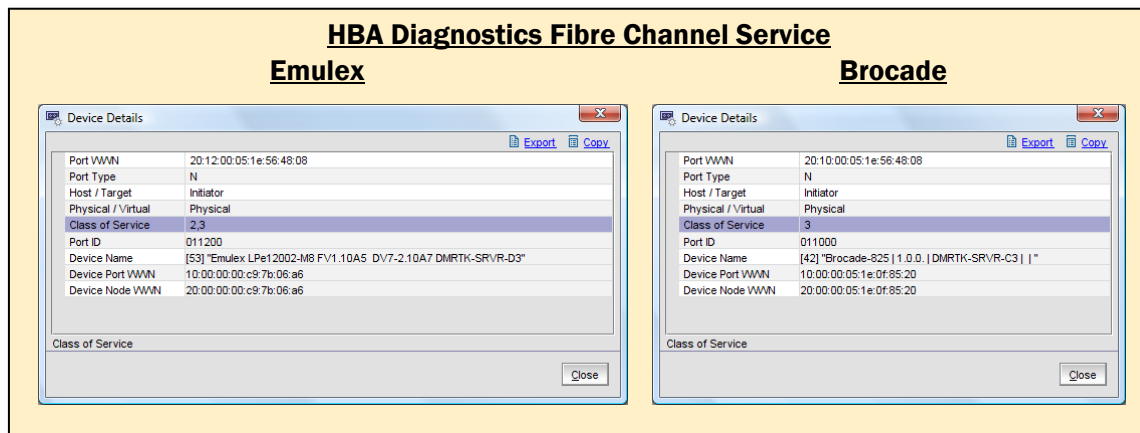 HBA Diagnostics Fibre Channel Service
Emulex
Brocade
Device Details
Export Copy
Port WWN 20:12:00:05:1e:56:48:08
Port Type N
Host / Target Initiator
Physical / Virtual Physical
Class of Service 2,3
Port ID 011200
Device Name [53] "Emulex LPe12002-M8 FV1.10A5 DV7-2.10A7 DMRTK-SRVR-D3"
Device Port WWN 10:00:00:00:c9:7b:06:a6
Device Node WWN 20:00:00:00:c9:7b:06:a6
Class of Service
Close
Device Details
Export Copy
Port WWN 20:10:00:05:1e:56:48:08
Port Type N
Host / Target Initiator
Physical / Virtual Physical
Class of Service 3
Port ID 011000
Device Name [42] "Brocade-825 | 1.0.0. | DMRTK-SRVR-C3 | | "
Device Port WWN 10:00:00:05:1e:0f:85:20
Device Node WWN 20:00:00:05:1e:0f:85:20
Class of Service
Close